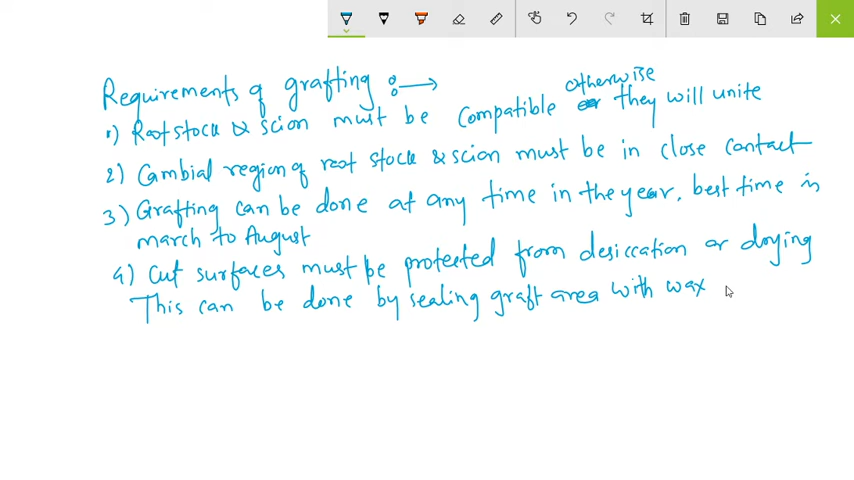 Requirements of grafting :→
1) Root stock & scion must be compatible otherwise they will unite
2) Cambial region of root stock & scion must be in close contact
3) Grafting can be done at any time in the year, best time is
march to August
4) Cut surfaces must be protected from desiccation or drying
This can be done by sealing graft area with wax